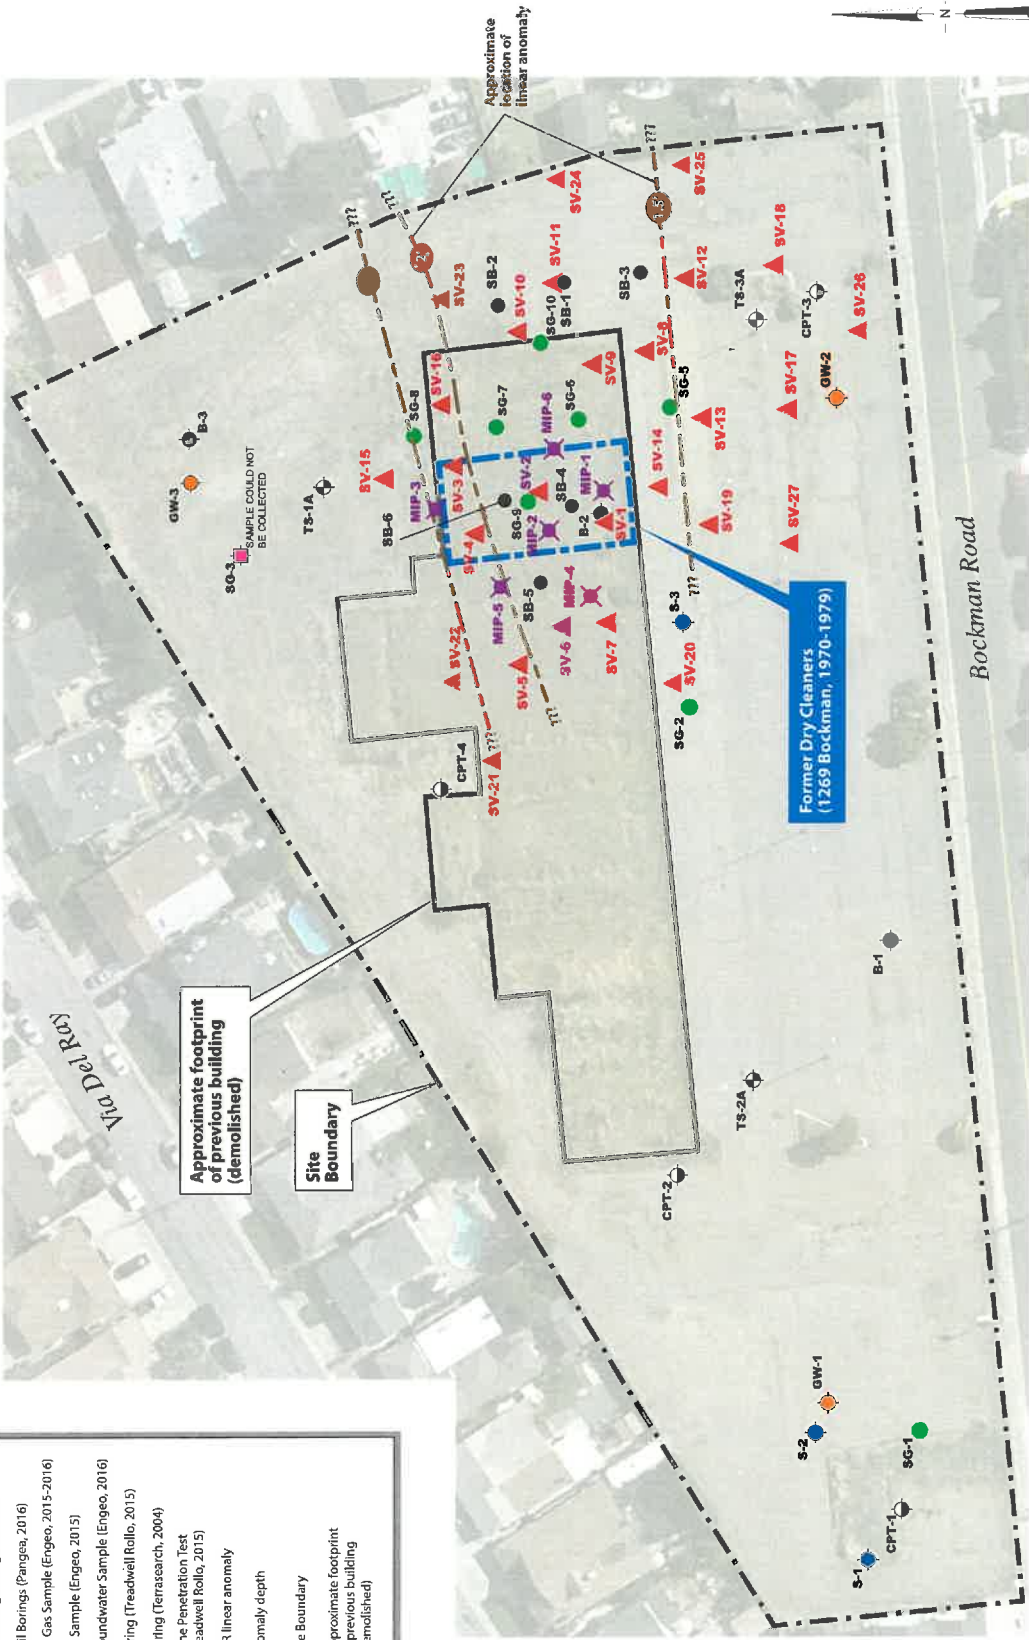 Via Del Ray
Bockman Road
N
Approximate
location of
linear anomaly
Approximate footprint
of previous building
(demolished)
Site
Boundary
Former Dry Cleaners
(1269 Bockman, 1970-1979)
SAMPLE COULD NOT
BE COLLECTED
GW-3
B-3
SG-3
TS-1A
SV-15
SB-6
MIP-3
SG-8
SV-16
SV-23
2'
???
???
SV-24
SV-11
SB-2
SV-10
SG-10
SB-1
SB-3
SV-12
1.5'
???
SV-25
SV-18
TS-3A
CPT-3
SV-26
SV-17
GW-2
SV-9
SV-8
SG-5
SV-13
SG-7
SG-6
MIP-6
SV-3
SV-2
SG-9
SB-4
MIP-1
MIP-2
B-2
SV-1
SV-14
SV-19
SV-27
SV-4
MIP-5
SB-5
MIP-4
SV-6
SV-7
SV-5
???
SV-22
SV-21
???
CPT-4
S-3
???
SV-20
SG-2
B-1
TS-2A
CPT-2
GW-1
S-2
SG-1
CPT-1
S-1
il Borings (Pangea, 2016)
Gas Sample (Engeo, 2015-2016)
Sample (Engeo, 2015)
undwater Sample (Engeo, 2016)
ring (Treadwell Rollo, 2015)
ring (Terrasearch, 2004)
ne Penetration Test
eadwell Rollo, 2015)
R linear anomaly
omaly depth
e Boundary
proximate footprint
previous building
emolished)